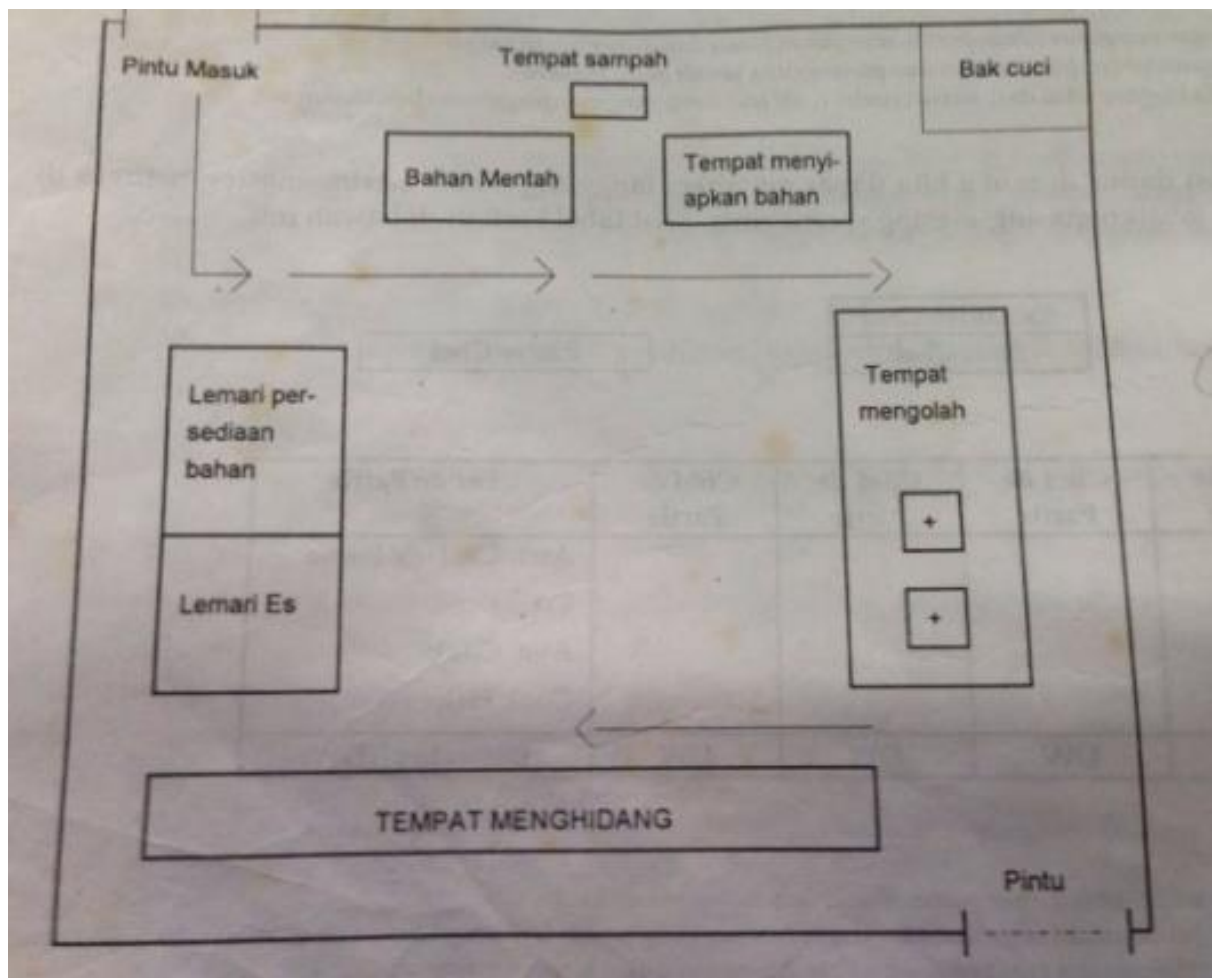 Pintu Masuk
Tempat sampah
Bak cuci
Bahan Mentah
Tempat menyi-
apkan bahan
Lemari per-
sediaan
bahan
Tempat
mengolah
+
+
Lemari Es
TEMPAT MENGHIDANG
Pintu